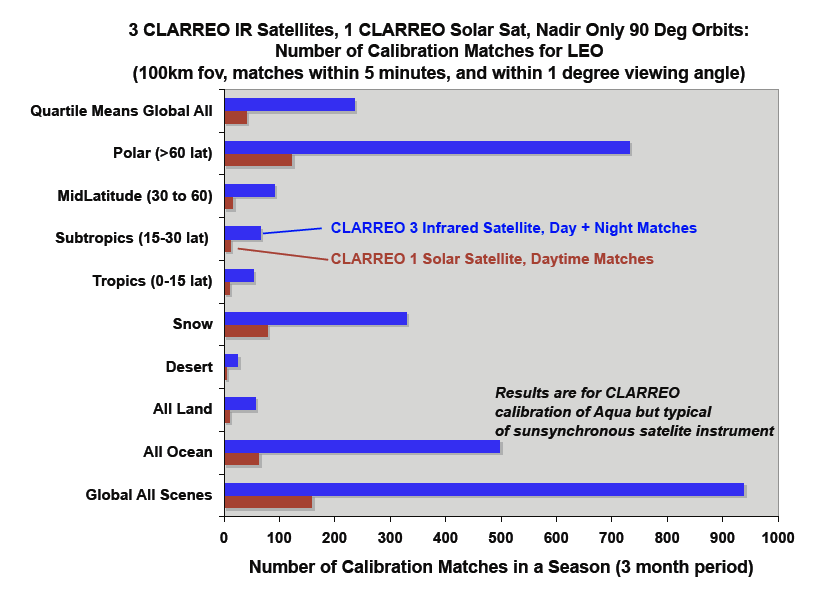 3 CLARREO IR Satellites, 1 CLARREO Solar Sat, Nadir Only 90 Deg Orbits:
Number of Calibration Matches for LEO
(100km fov, matches within 5 minutes, and within 1 degree viewing angle)
Quartile Means Global All
Polar (>60 lat)
MidLatitude (30 to 60)
Subtropics (15-30 lat)
Tropics (0-15 lat)
Snow
Desert
All Land
All Ocean
Global All Scenes
CLARREO 3 Infrared Satellite, Day + Night Matches
CLARREO 1 Solar Satellite, Daytime Matches
Results are for CLARREO
calibration of Aqua but typical
of sunsynchronous satelite instrument
0 100 200 300 400 500 600 700 800 900 1000
Number of Calibration Matches in a Season (3 month period)